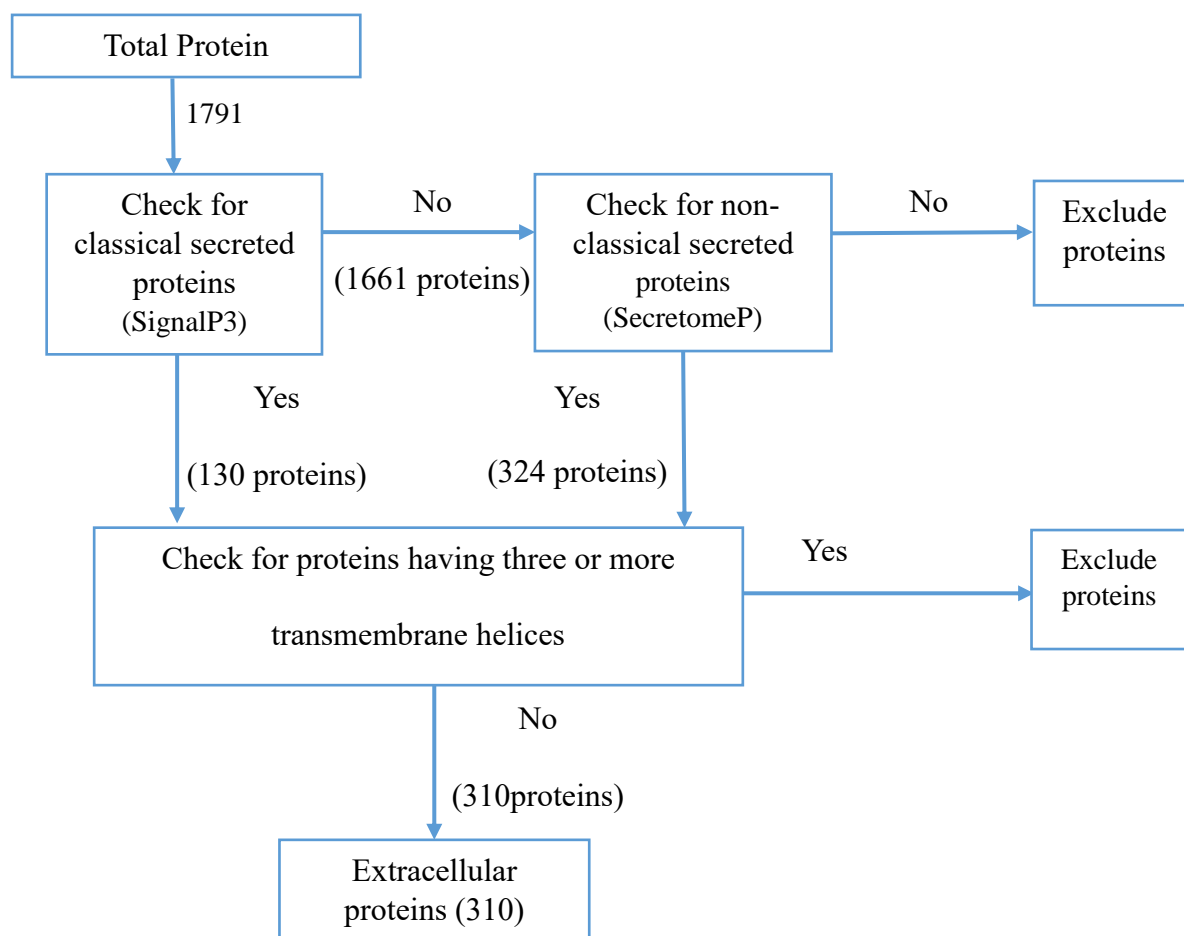 Total Protein
1791
Check for
classical secreted
proteins
(SignalP3)
No
(1661 proteins)
Check for non-
classical secreted
proteins
(SecretomeP)
No
Exclude
proteins
Yes
(130 proteins)
Yes
(324 proteins)
Check for proteins having three or more
transmembrane helices
Yes
Exclude
proteins
No
(310proteins)
Extracellular
proteins (310)